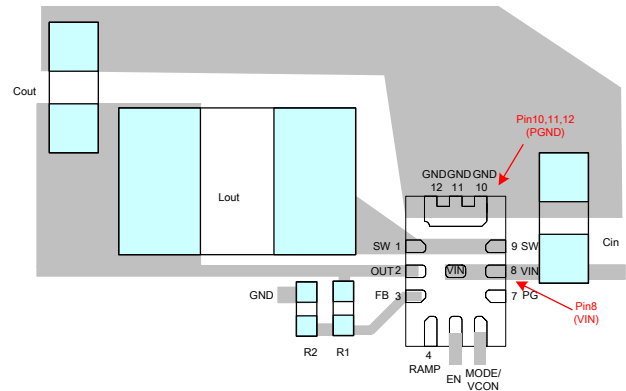 Cout
Lout
Pin10,11,12
(PGND)
GND GND GND
12 11 10
SW 1
9 SW
Cin
OUT 2
VIN
8 VIN
GND
FB 3
7 PG
Pin8
(VIN)
R2 R1
4
RAMP
EN
MODE/
VCON